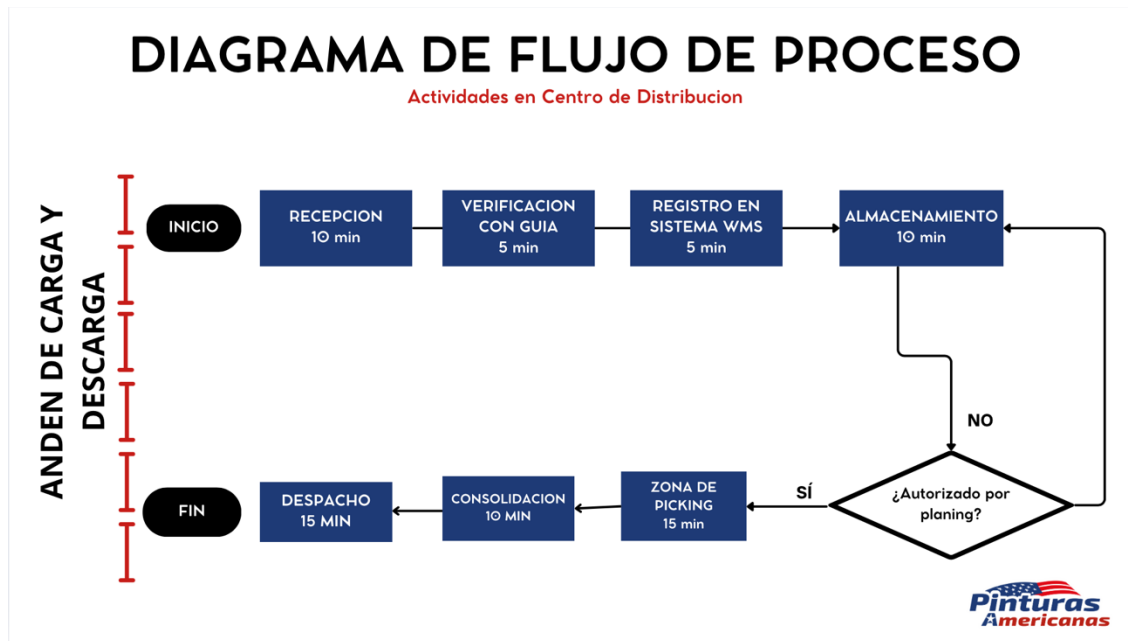 DIAGRAMA DE FLUJO DE PROCESO
Actividades en Centro de Distribucion
ANDEN DE CARGA Y
DESCARGA
INICIO
RECEPCION
10 min
VERIFICACION
CON GUIA
5 min
REGISTRO EN
SISTEMA WMS
5 min
ALMACENAMIENTO
10 min
NO
¿Autorizado por
planing?
SÍ
ZONA DE
PICKING
15 min
CONSOLIDACION
10 MIN
DESPACHO
15 MIN
FIN
Pinturas
Americanas